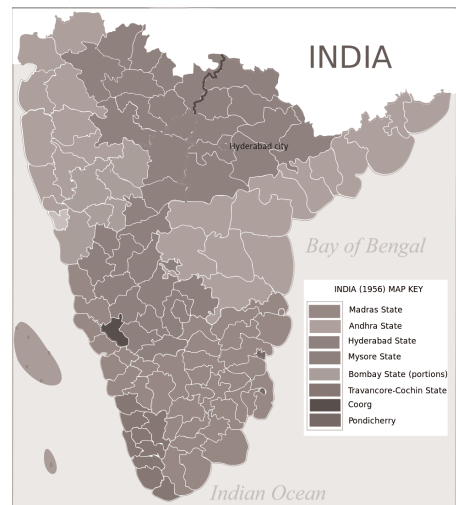 INDIA
Hyderabad city
Bay of Bengal
INDIA (1956) MAP KEY
Madras State
Andhra State
Hyderabad State
Mysore State
Bombay State (portions)
Travancore-Cochin State
Coorg
Pondicherry
Indian Ocean